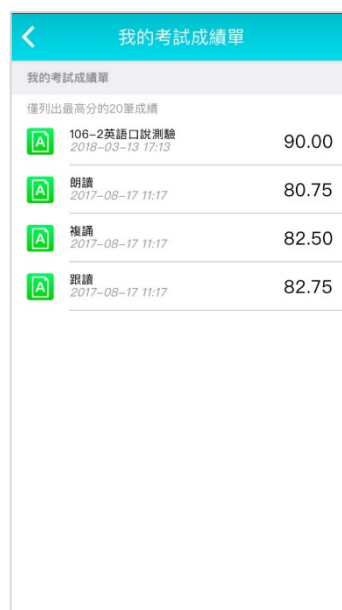 我的考試成績單
我的考試成績單
僅列出最高分的20筆成績
106-2英語口說測驗
2018-03-13 17:13
90.00
朗讀
2017-08-17 11:17
80.75
複誦
2017-08-17 11:17
82.50
跟讀
2017-08-17 11:17
82.75